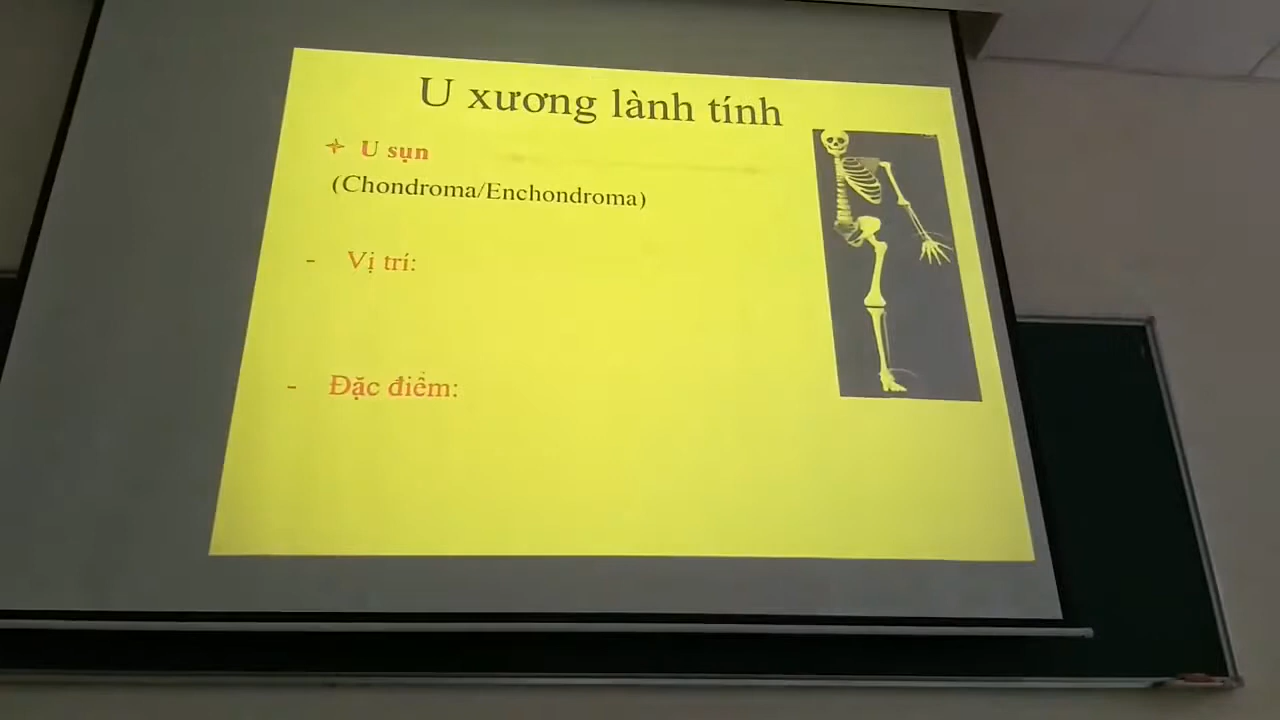 U xương lành tính
U sụn
(Chondroma/Enchondroma)
- Vị trí:
- Đặc điểm: